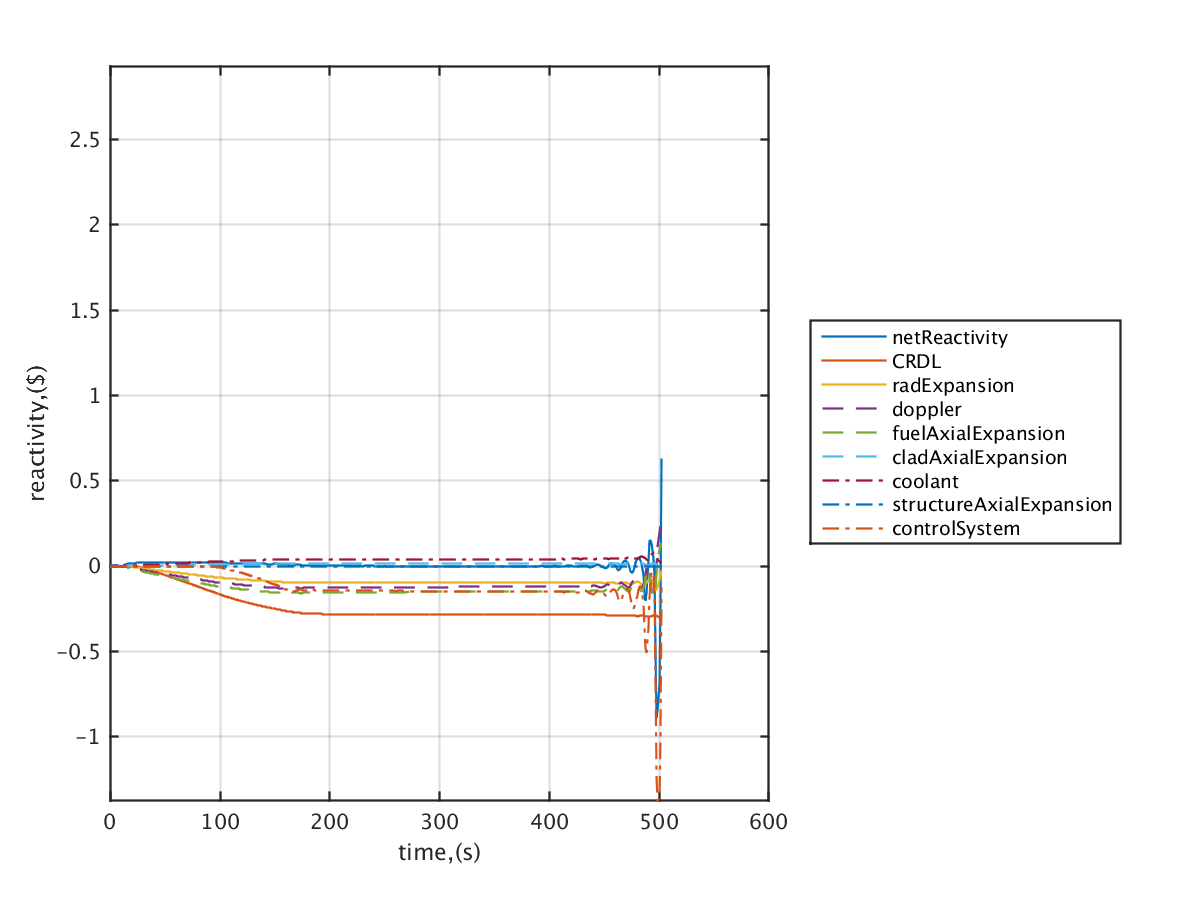 2.5
2
1.5
1
0.5
0
−0.5
−1
reactivity,($)
0 100 200 300 400 500 600
time,(s)
netReactivity
CRDL
radExpansion
doppler
fuelAxialExpansion
cladAxialExpansion
coolant
structureAxialExpansion
controlSystem